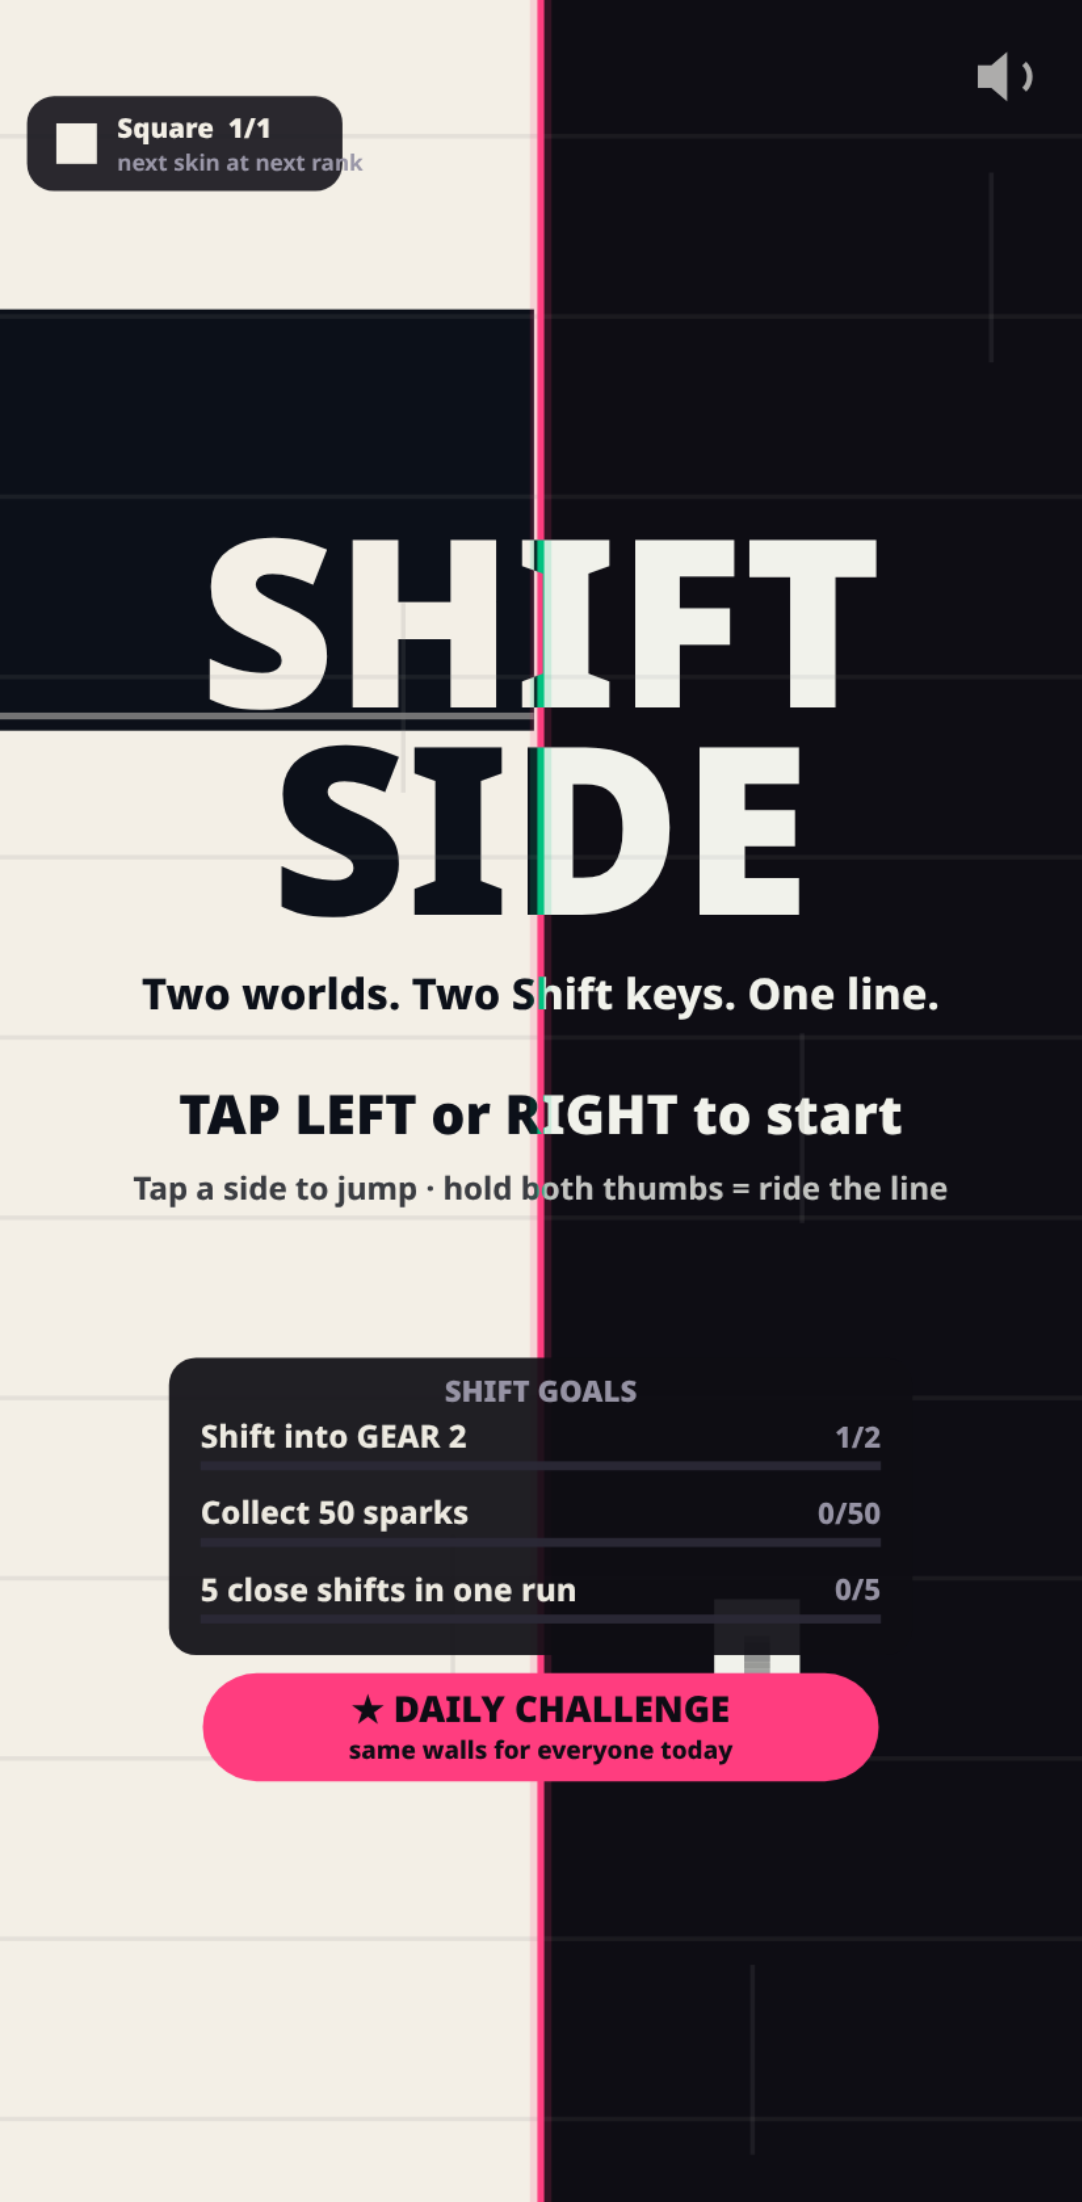 Square 1/1
next skin at next rank
SHIFT
SIDE
Two worlds. Two Shift keys. One line.
TAP LEFT or RIGHT to start
Tap a side to jump · hold both thumbs = ride the line
SHIFT GOALS
Shift into GEAR 2 1/2
Collect 50 sparks 0/50
5 close shifts in one run 0/5
★ DAILY CHALLENGE
same walls for everyone today